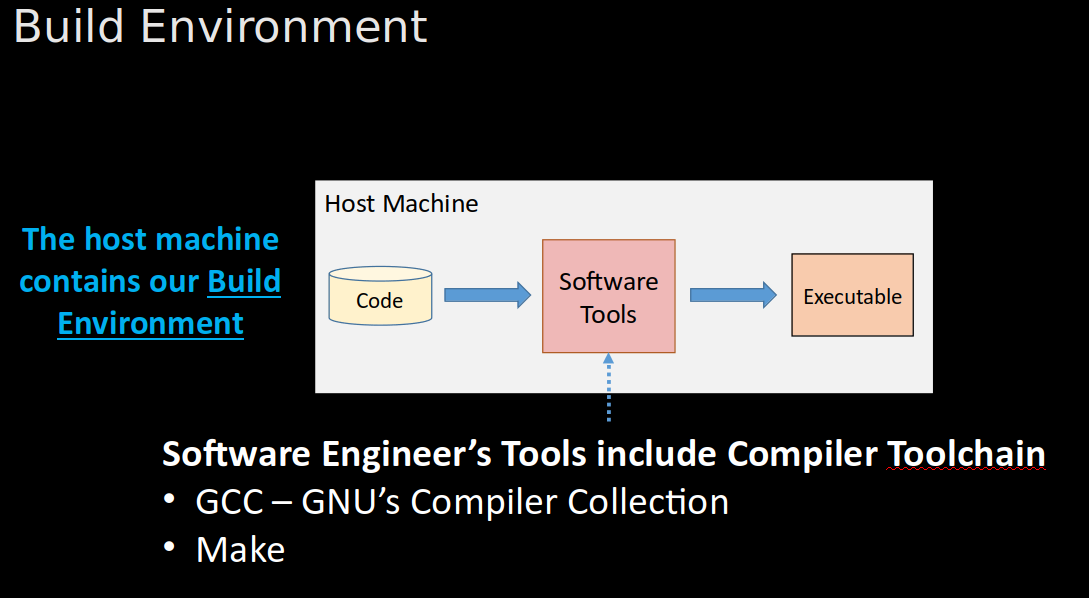 Build Environment
The host machine
contains our Build
Environment
Host Machine
Code
Software
Tools
Executable
Software Engineer’s Tools include Compiler Toolchain
• GCC – GNU’s Compiler Collection
• Make